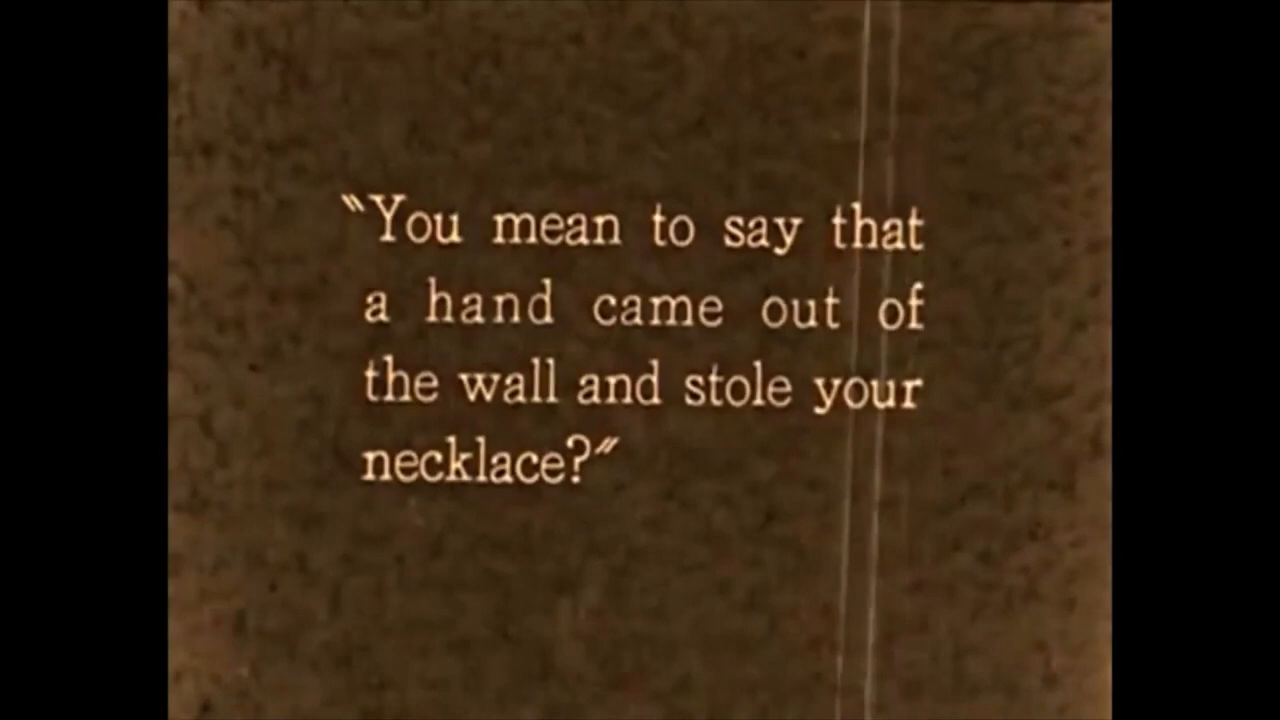 "You mean to say that
a hand came out of
the wall and stole your
necklace?"